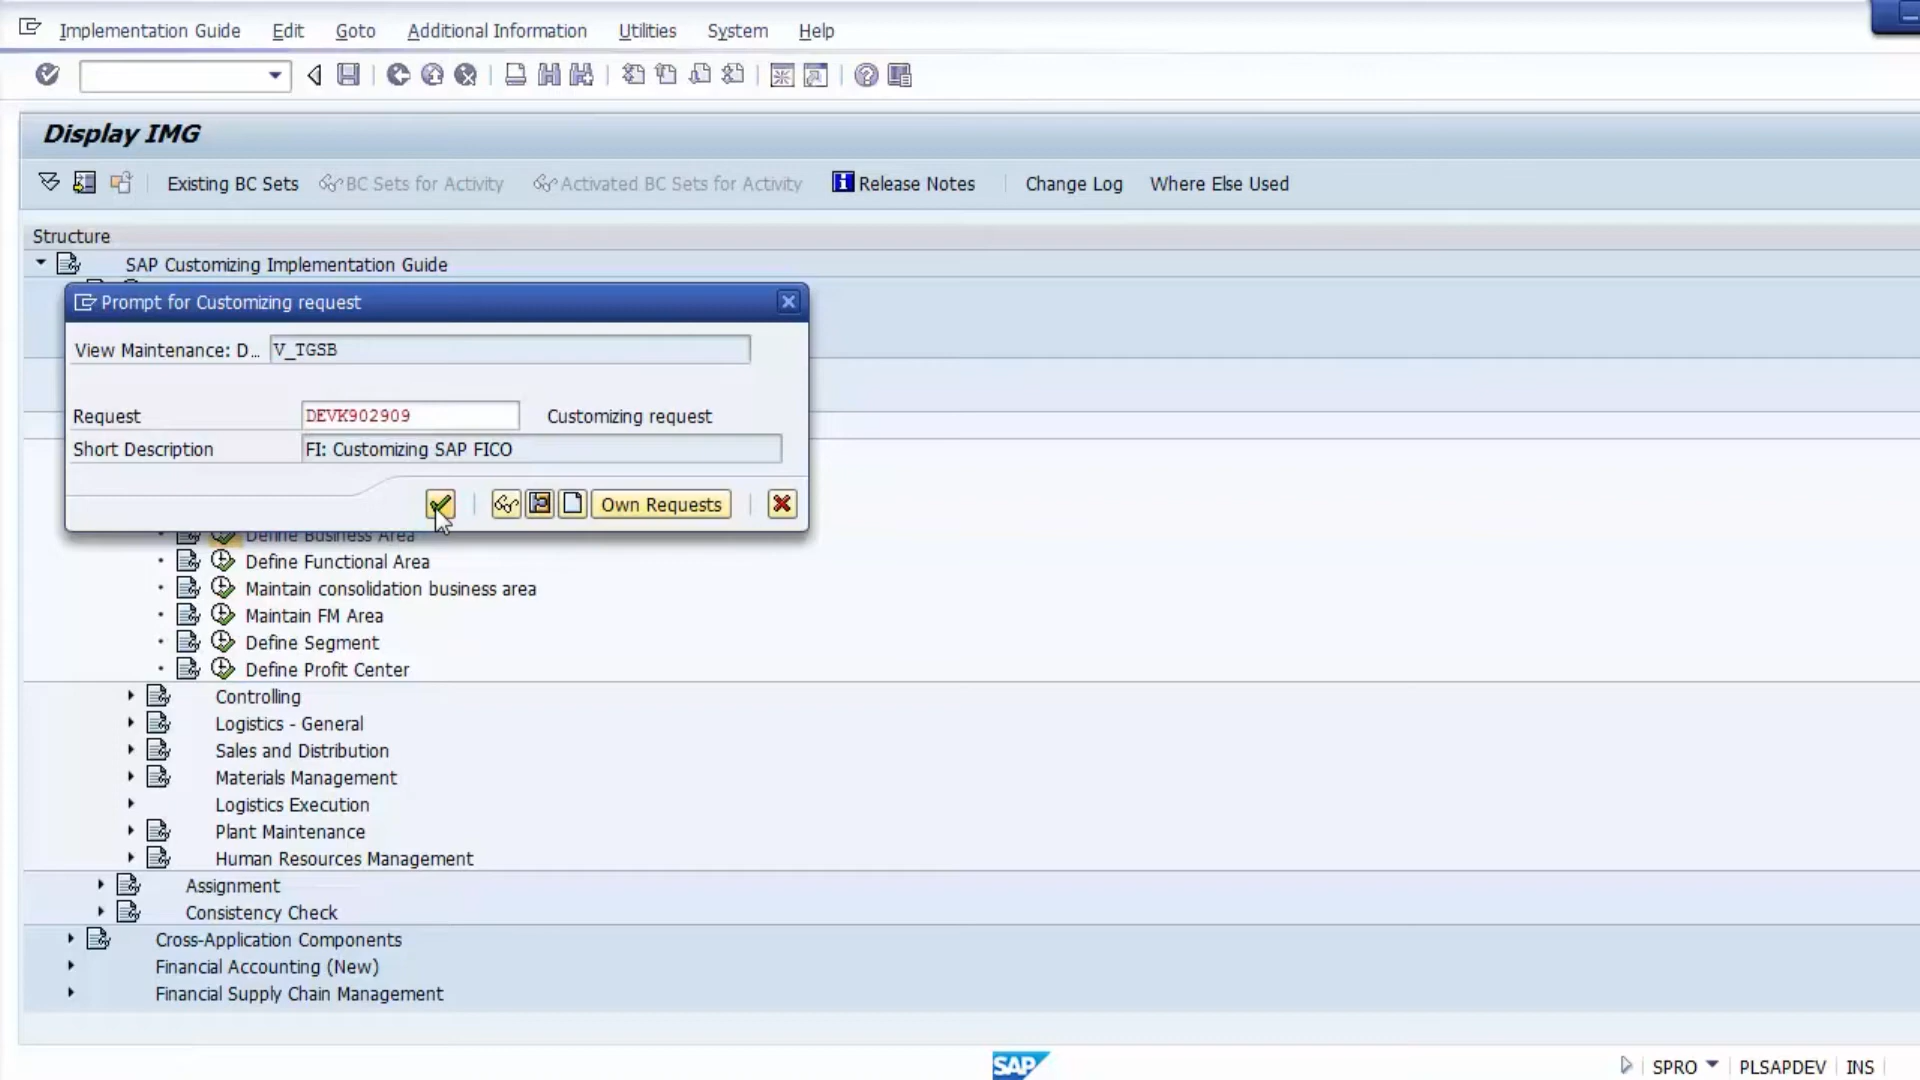 Implementation Guide Edit Goto Additional Information Utilities System Help
Display IMG
Existing BC Sets BC Sets for Activity Activated BC Sets for Activity Release Notes Change Log Where Else Used
Structure
SAP Customizing Implementation Guide
Prompt for Customizing request
View Maintenance: D... V_TGSB
Request DEVK902909 Customizing request
Short Description FI: Customizing SAP FICO
Own Requests
Define Business Area
Define Functional Area
Maintain consolidation business area
Maintain FM Area
Define Segment
Define Profit Center
Controlling
Logistics - General
Sales and Distribution
Materials Management
Logistics Execution
Plant Maintenance
Human Resources Management
Assignment
Consistency Check
Cross-Application Components
Financial Accounting (New)
Financial Supply Chain Management
SAP SPRO PLSAPDEV INS